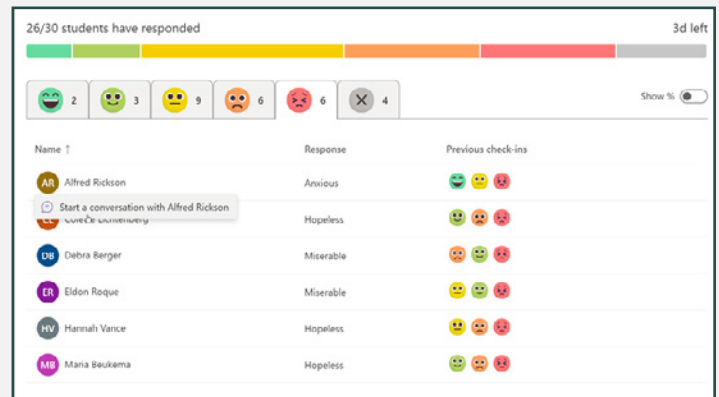 26/30 students have responded 3d left
2 3 9 6 6 4 Show %
Name ↑ Response Previous check-ins
AR Alfred Rickson Anxious
Start a conversation with Alfred Rickson
Colette Lichtenberg Hopeless
DB Debra Berger Miserable
ER Eldon Roque Miserable
HV Hannah Vance Hopeless
MB Maria Beukema Hopeless